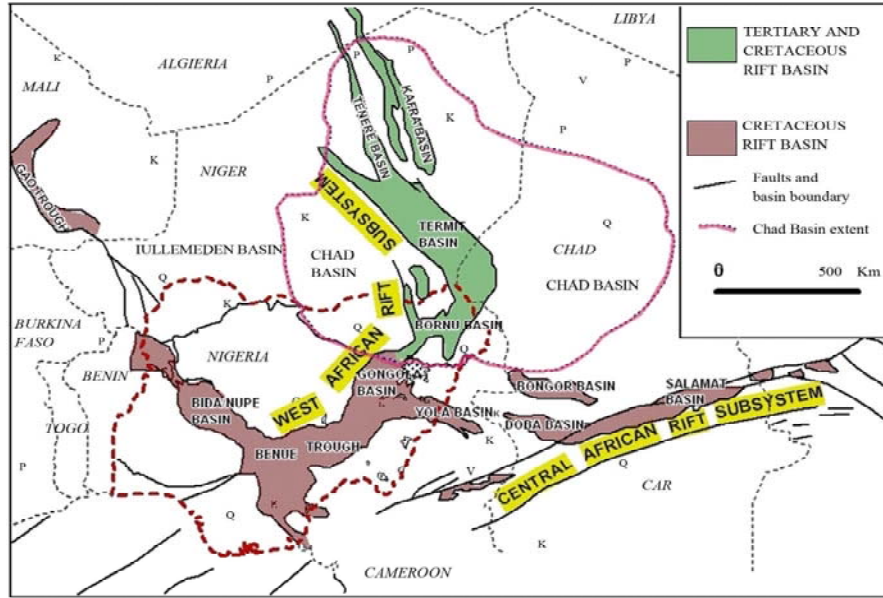 LIBYA
ALGIERIA
MALI
NIGER
CHAD
NIGERIA
BURKINA
FASO
BENIN
TOGO
CAR
CAMEROON
TENERE BASIN
KAFRA BASIN
GAO TROUGH
IULLEMEDEN BASIN
CHAD
BASIN
TERMIT
BASIN
CHAD BASIN
BORNU BASIN
GONGOLA
BASIN
YOLA BASIN
BONGOR BASIN
DOBA BASIN
SALAMAT
BASIN
BIDA NUPE
BASIN
BENUE TROUGH
WEST AFRICAN RIFT SUBSYSTEM
CENTRAL AFRICAN RIFT SUBSYSTEM
K
P
P
P
P
K
V
P
K
K
K
Q
Q
K
Q
P
Q
Q
K
K
V
V
Q
Q
Q
K
K
P
TERTIARY AND
CRETACEOUS
RIFT BASIN
CRETACEOUS
RIFT BASIN
Faults and
basin boundary
Chad Basin extent
0 500 Km.